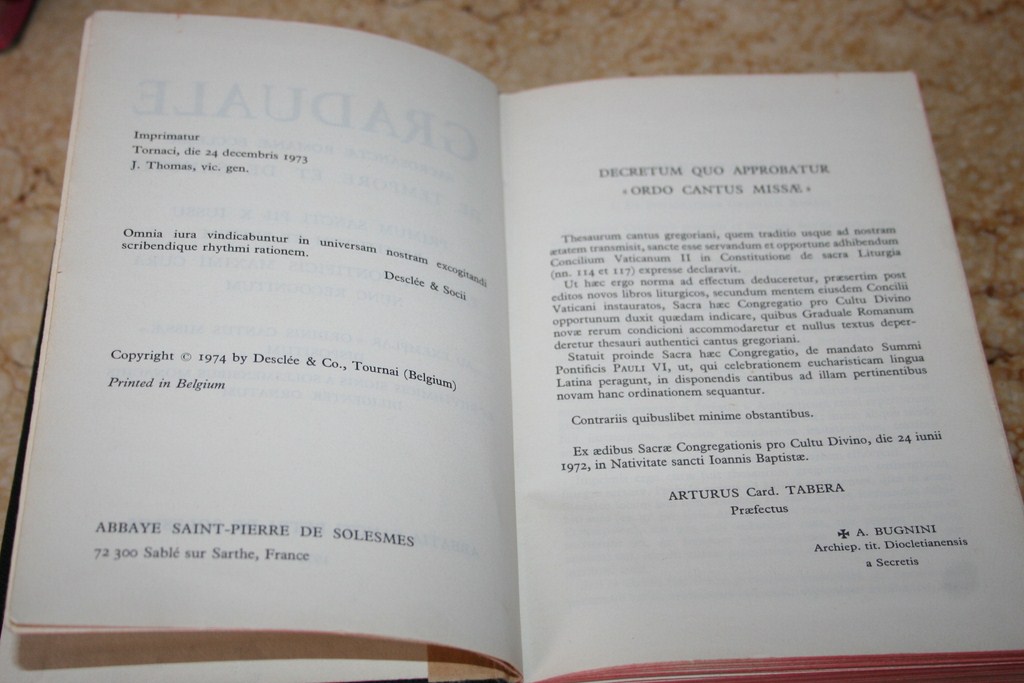 Imprimatur
Tornaci, die 24 decembris 1973
J. Thomas, vic. gen.
Omnia iura vindicabuntur in universam nostram excogitandi
scribendique rhythmi rationem.
Desclée & Socii
Copyright © 1974 by Desclée & Co., Tournai (Belgium)
Printed in Belgium
ABBAYE SAINT-PIERRE DE SOLESMES
72 300 Sablé sur Sarthe, France
DECRETUM QUO APPROBATUR
« ORDO CANTUS MISSÆ »
Thesaurum cantus gregoriani, quem traditio usque ad nostram
ætatem transmisit, sancte esse servandum et opportune adhibendum
Concilium Vaticanum II in Constitutione de sacra Liturgia
(nn. 114 et 117) expresse declaravit.
Ut hæc ergo norma ad effectum deduceretur, præsertim post
editos novos libros liturgicos, secundum mentem eiusdem Concilii
Vaticani instauratos, Sacra hæc Congregatio pro Cultu Divino
opportunum duxit quædam indicare, quibus Graduale Romanum
novæ rerum condicioni accommodaretur et nullus textus deper-
deretur thesauri authentici cantus gregoriani.
Statuit proinde Sacra hæc Congregatio, de mandato Summi
Pontificis PAULI VI, ut, qui celebrationem eucharisticam lingua
Latina peragunt, in disponendis cantibus ad illam pertinentibus
novam hanc ordinationem sequantur.
Contrariis quibuslibet minime obstantibus.
Ex ædibus Sacræ Congregationis pro Cultu Divino, die 24 iunii
1972, in Nativitate sancti Ioannis Baptistæ.
ARTURUS Card. TABERA
Præfectus
✠ A. BUGNINI
Archiep. tit. Diocletianensis
a Secretis